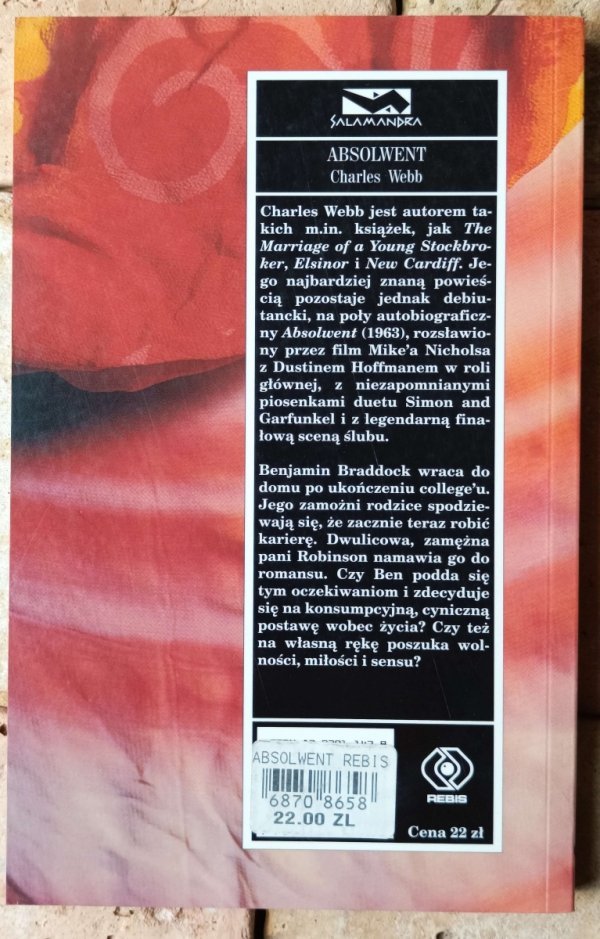 SALAMANDRA
ABSOLWENT
Charles Webb
Charles Webb jest autorem ta-
kich m.in. książek, jak The
Marriage of a Young Stockbro-
ker, Elsinor i New Cardiff. Je-
go najbardziej znaną powieś-
cią pozostaje jednak debiu-
tancki, na poły autobiograficz-
ny Absolwent (1963), rozsławio-
ny przez film Mike'a Nicholsa
z Dustinem Hoffmanem w roli
głównej, z niezapomnianymi
piosenkami duetu Simon and
Garfunkel i z legendarną fina-
łową sceną ślubu.
Benjamin Braddock wraca do
domu po ukończeniu college'u.
Jego zamożni rodzice spodzie-
wają się, że zacznie teraz robić
karierę. Dwulicowa, zamężna
pani Robinson namawia go do
romansu. Czy Ben podda się
tym oczekiwaniom i zdecyduje
się na konsumpcyjną, cyniczną
postawę wobec życia? Czy też
na własną rękę poszuka wol-
ności, miłości i sensu?
ABSOLWENT REBIS
6870 8658
22.00 ZL
REBIS
Cena 22 zł